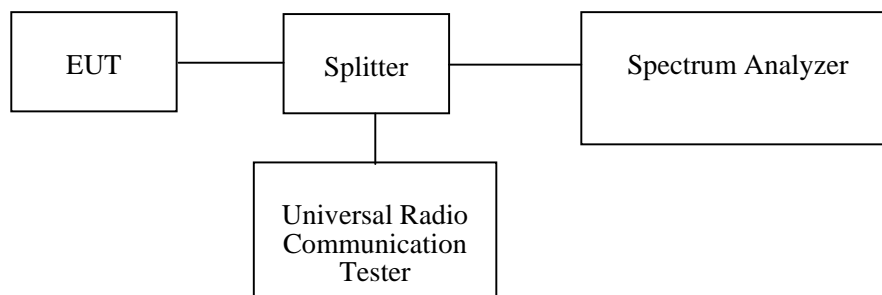 EUT
Splitter
Spectrum Analyzer
Universal Radio
Communication
Tester